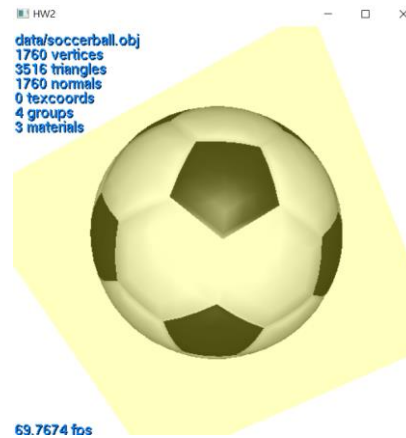 HW2
data/soccerball.obj
1760 vertices
3516 triangles
1760 normals
0 texcoords
4 groups
3 materials
69.7674 fps